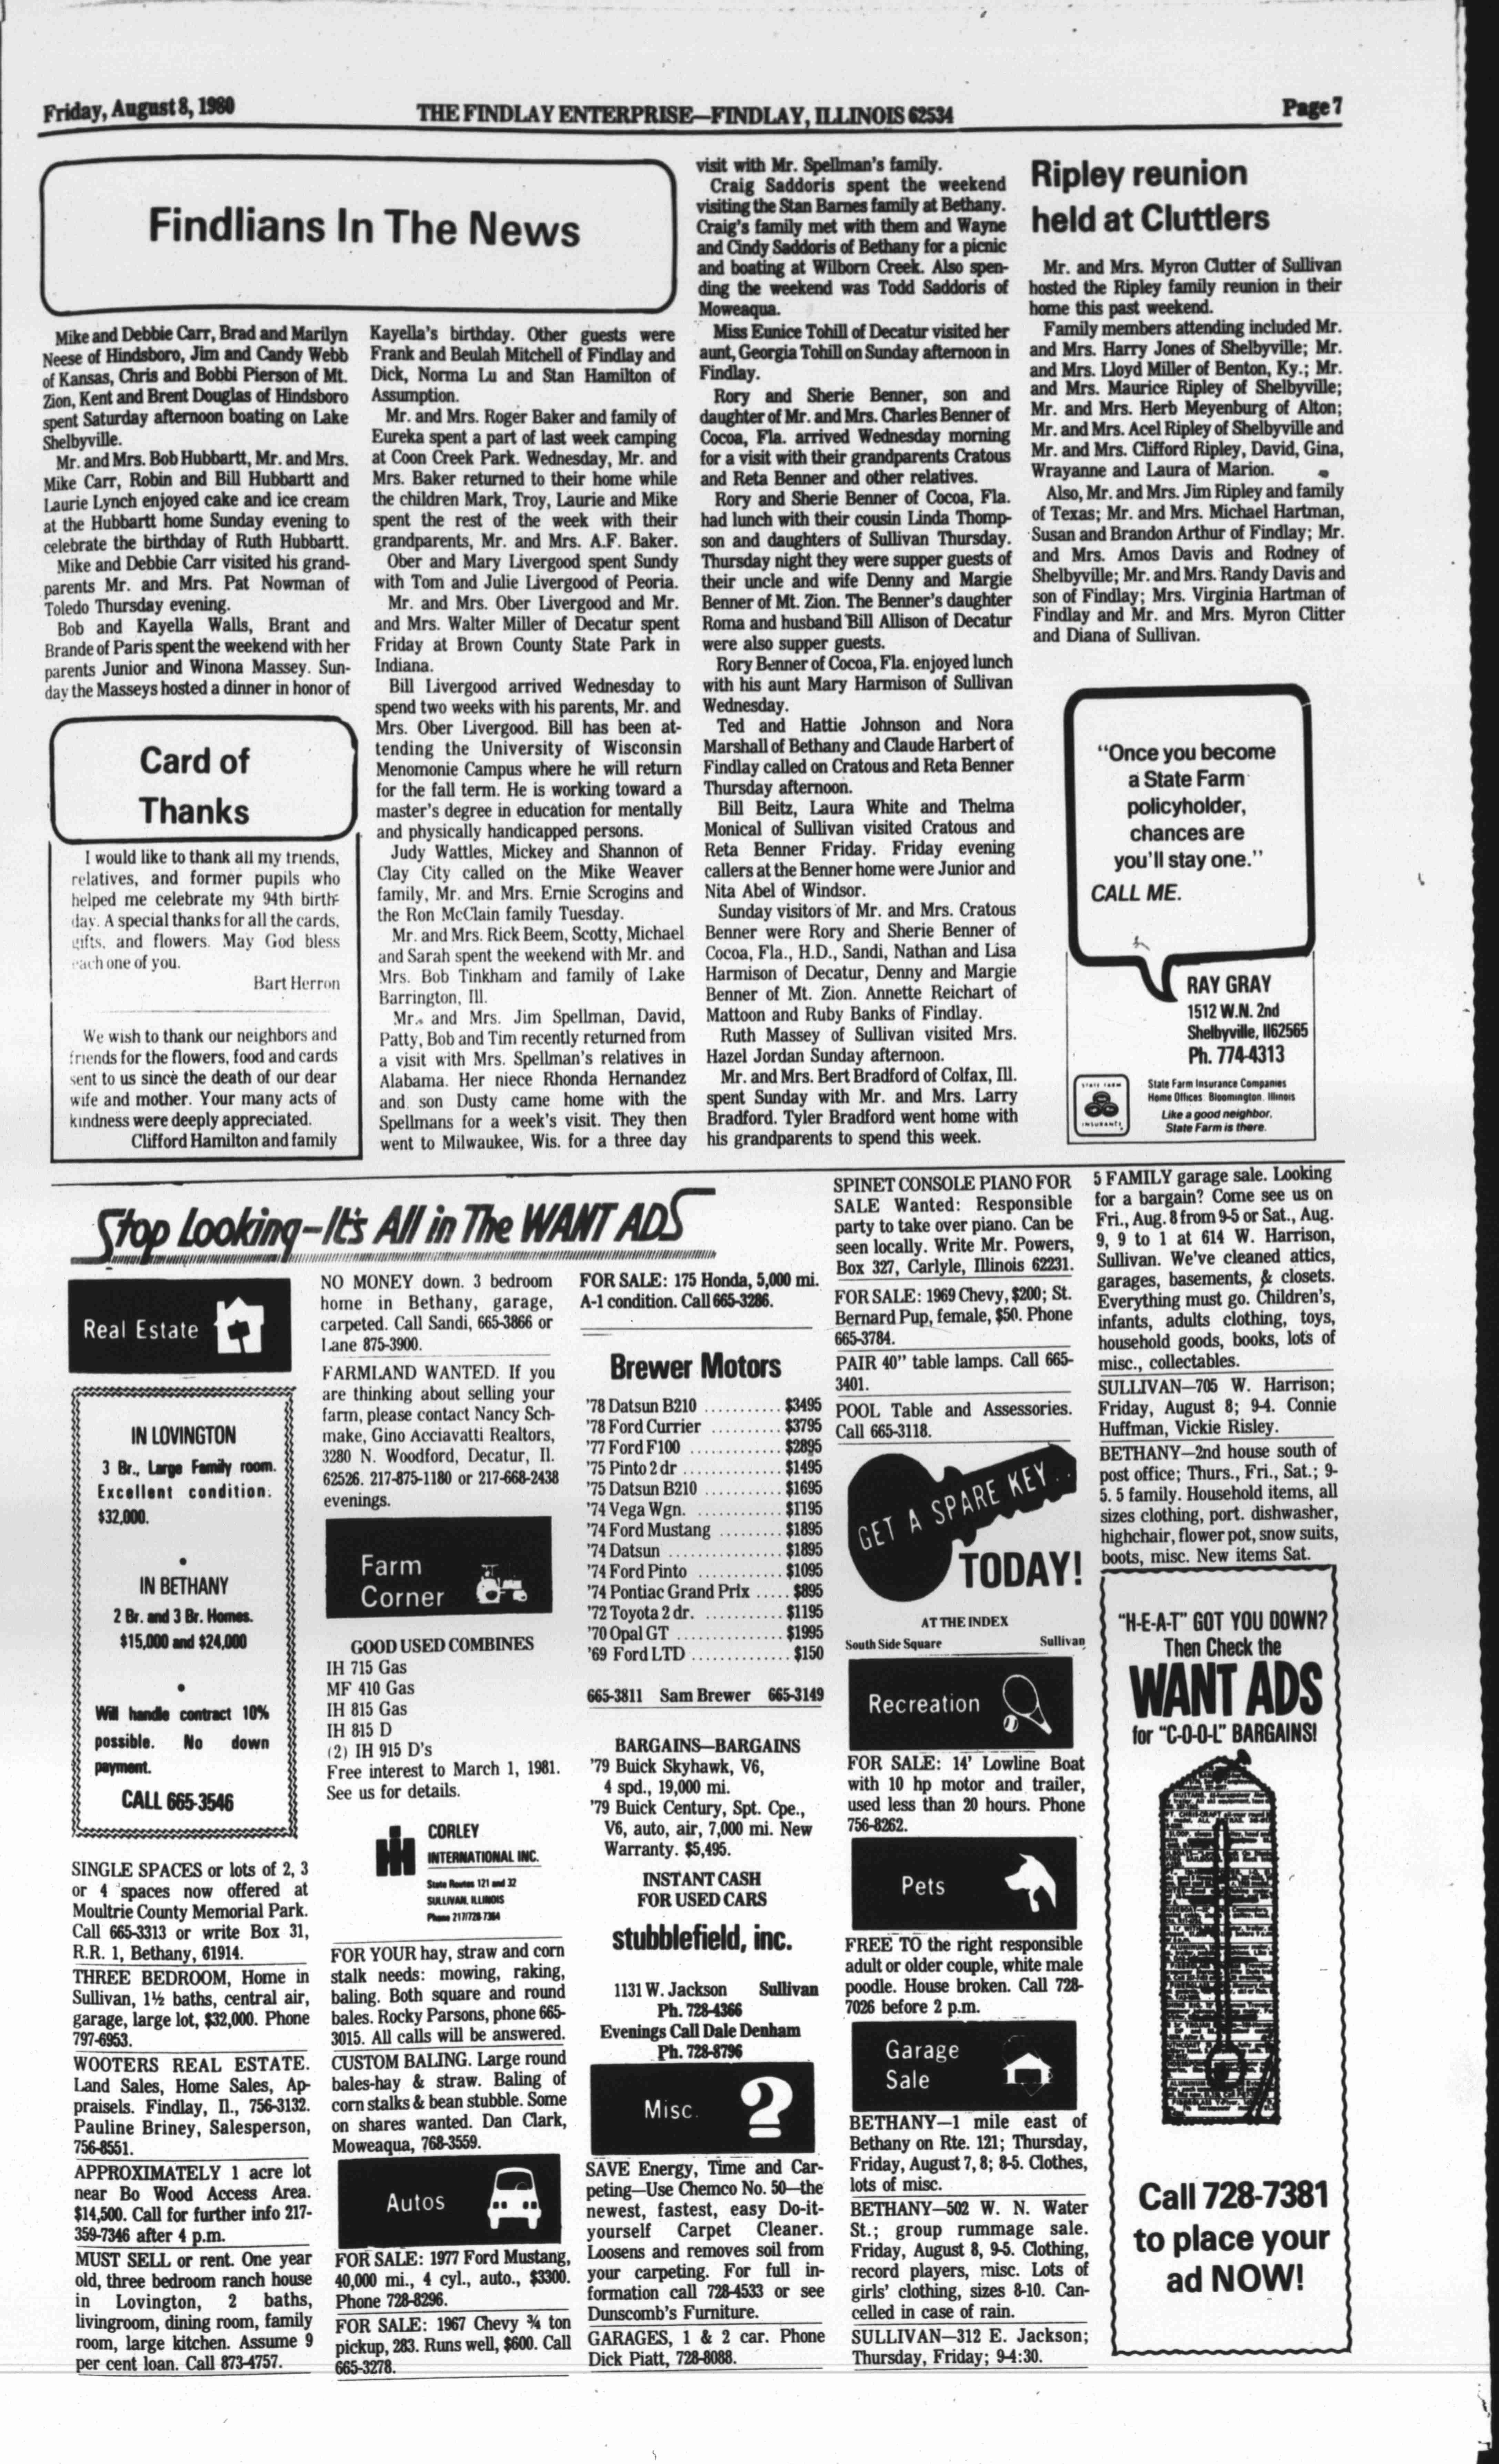 Friday, August 8, 1980
THE FINDLAY ENTERPRISE—FINDLAY, ILLINOIS 62534
Page 7
Findlians In The News
Mike and Debbie Carr, Brad and Marilyn
Neese of Hindsboro, Jim and Candy Webb
of Kansas, Chris and Bobbi Pierson of Mt.
Zion, Kent and Brent Douglas of Hindsboro
spent Saturday afternoon boating on Lake
Shelbyville.
Mr. and Mrs. Bob Hubbartt, Mr. and Mrs.
Mike Carr, Robin and Bill Hubbartt and
Laurie Lynch enjoyed cake and ice cream
at the Hubbartt home Sunday evening to
celebrate the birthday of Ruth Hubbartt.
Mike and Debbie Carr visited his grand-
parents Mr. and Mrs. Pat Nowman of
Toledo Thursday evening.
Bob and Kayella Walls, Brant and
Brande of Paris spent the weekend with her
parents Junior and Winona Massey. Sun-
day the Masseys hosted a dinner in honor of
Kayella's birthday. Other guests were
Frank and Beulah Mitchell of Findlay and
Dick, Norma Lu and Stan Hamilton of
Assumption.
Mr. and Mrs. Roger Baker and family of
Eureka spent a part of last week camping
at Coon Creek Park. Wednesday, Mr. and
Mrs. Baker returned to their home while
the children Mark, Troy, Laurie and Mike
spent the rest of the week with their
grandparents, Mr. and Mrs. A.F. Baker.
Ober and Mary Livergood spent Sundy
with Tom and Julie Livergood of Peoria.
Mr. and Mrs. Ober Livergood and Mr.
and Mrs. Walter Miller of Decatur spent
Friday at Brown County State Park in
Indiana.
Bill Livergood arrived Wednesday to
spend two weeks with his parents, Mr. and
Mrs. Ober Livergood. Bill has been at-
tending the University of Wisconsin
Menomonie Campus where he will return
for the fall term. He is working toward a
master's degree in education for mentally
and physically handicapped persons.
Judy Wattles, Mickey and Shannon of
Clay City called on the Mike Weaver
family, Mr. and Mrs. Ernie Scrogins and
the Ron McClain family Tuesday.
Mr. and Mrs. Rick Beem, Scotty, Michael
and Sarah spent the weekend with Mr. and
Mrs. Bob Tinkham and family of Lake
Barrington, Ill.
Mr. and Mrs. Jim Spellman, David,
Patty, Bob and Tim recently returned from
a visit with Mrs. Spellman's relatives in
Alabama. Her niece Rhonda Hernandez
and son Dusty came home with the
Spellmans for a week's visit. They then
went to Milwaukee, Wis. for a three day
visit with Mr. Spellman's family.
Craig Saddoris spent the weekend
visiting the Stan Barnes family at Bethany.
Craig's family met with them and Wayne
and Cindy Saddoris of Bethany for a picnic
and boating at Wilborn Creek. Also spen-
ding the weekend was Todd Saddoris of
Moweaqua.
Miss Eunice Tohill of Decatur visited her
aunt, Georgia Tohill on Sunday afternoon in
Findlay.
Rory and Sherie Benner, son and
daughter of Mr. and Mrs. Charles Benner of
Cocoa, Fla. arrived Wednesday morning
for a visit with their grandparents Cratous
and Reta Benner and other relatives.
Rory and Sherie Benner of Cocoa, Fla.
had lunch with their cousin Linda Thomp-
son and daughters of Sullivan Thursday.
Thursday night they were supper guests of
their uncle and wife Denny and Margie
Benner of Mt. Zion. The Benner's daughter
Roma and husband Bill Allison of Decatur
were also supper guests.
Rory Benner of Cocoa, Fla. enjoyed lunch
with his aunt Mary Harmison of Sullivan
Wednesday.
Ted and Hattie Johnson and Nora
Marshall of Bethany and Claude Harbert of
Findlay called on Cratous and Reta Benner
Thursday afternoon.
Bill Beitz, Laura White and Thelma
Monical of Sullivan visited Cratous and
Reta Benner Friday. Friday evening
callers at the Benner home were Junior and
Nita Abel of Windsor.
Sunday visitors of Mr. and Mrs. Cratous
Benner were Rory and Sherie Benner of
Cocoa, Fla., H.D., Sandi, Nathan and Lisa
Harmison of Decatur, Denny and Margie
Benner of Mt. Zion. Annette Reichart of
Mattoon and Ruby Banks of Findlay.
Ruth Massey of Sullivan visited Mrs.
Hazel Jordan Sunday afternoon.
Mr. and Mrs. Bert Bradford of Colfax, Ill.
spent Sunday with Mr. and Mrs. Larry
Bradford. Tyler Bradford went home with
his grandparents to spend this week.
Card of
Thanks
I would like to thank all my friends,
relatives, and former pupils who
helped me celebrate my 94th birth-
day. A special thanks for all the cards,
gifts, and flowers. May God bless
each one of you.
Bart Herron
We wish to thank our neighbors and
friends for the flowers, food and cards
sent to us since the death of our dear
wife and mother. Your many acts of
kindness were deeply appreciated.
Clifford Hamilton and family
Ripley reunion
held at Cluttlers
Mr. and Mrs. Myron Clutter of Sullivan
hosted the Ripley family reunion in their
home this past weekend.
Family members attending included Mr.
and Mrs. Harry Jones of Shelbyville; Mr.
and Mrs. Lloyd Miller of Benton, Ky.; Mr.
and Mrs. Maurice Ripley of Shelbyville;
Mr. and Mrs. Herb Meyenburg of Alton;
Mr. and Mrs. Acel Ripley of Shelbyville and
Mr. and Mrs. Clifford Ripley, David, Gina,
Wrayanne and Laura of Marion.
Also, Mr. and Mrs. Jim Ripley and family
of Texas; Mr. and Mrs. Michael Hartman,
Susan and Brandon Arthur of Findlay; Mr.
and Mrs. Amos Davis and Rodney of
Shelbyville; Mr. and Mrs. Randy Davis and
son of Findlay; Mrs. Virginia Hartman of
Findlay and Mr. and Mrs. Myron Clitter
and Diana of Sullivan.
"Once you become
a State Farm
policyholder,
chances are
you'll stay one."
CALL ME.
RAY GRAY
1512 W.N. 2nd
Shelbyville, Il 62565
Ph. 774-4313
STATE FARM
INSURANCE
State Farm Insurance Companies
Home Offices: Bloomington, Illinois
Like a good neighbor,
State Farm is there.
Stop Looking-It's All in The WANT ADS
Real Estate
IN LOVINGTON
3 Br., Large Family room.
Excellent condition.
$32,000.
•
IN BETHANY
2 Br. and 3 Br. Homes.
$15,000 and $24,000
•
Will handle contract 10%
possible. No down
payment.
CALL 665-3546
SINGLE SPACES or lots of 2, 3
or 4 spaces now offered at
Moultrie County Memorial Park.
Call 665-3313 or write Box 31,
R.R. 1, Bethany, 61914.
THREE BEDROOM, Home in
Sullivan, 1½ baths, central air,
garage, large lot, $32,000. Phone
797-6953.
WOOTERS REAL ESTATE.
Land Sales, Home Sales, Ap-
praisels. Findlay, Il., 756-3132.
Pauline Briney, Salesperson,
756-8551.
APPROXIMATELY 1 acre lot
near Bo Wood Access Area.
$14,500. Call for further info 217-
359-7346 after 4 p.m.
MUST SELL or rent. One year
old, three bedroom ranch house
in Lovington, 2 baths,
livingroom, dining room, family
room, large kitchen. Assume 9
per cent loan. Call 873-4757.
NO MONEY down. 3 bedroom
home in Bethany, garage,
carpeted. Call Sandi, 665-3866 or
Lane 875-3900.
FARMLAND WANTED. If you
are thinking about selling your
farm, please contact Nancy Sch-
make, Gino Acciavatti Realtors,
3280 N. Woodford, Decatur, Il.
62526. 217-875-1180 or 217-668-2438
evenings.
Farm
Corner
GOOD USED COMBINES
IH 715 Gas
MF 410 Gas
IH 815 Gas
IH 815 D
(2) IH 915 D's
Free interest to March 1, 1981.
See us for details.
CORLEY
INTERNATIONAL INC.
State Routes 121 and 32
SULLIVAN, ILLINOIS
Phone 217/728-7364
FOR YOUR hay, straw and corn
stalk needs: mowing, raking,
baling. Both square and round
bales. Rocky Parsons, phone 665-
3015. All calls will be answered.
CUSTOM BALING. Large round
bales-hay & straw. Baling of
corn stalks & bean stubble. Some
on shares wanted. Dan Clark,
Moweaqua, 768-3559.
Autos
FOR SALE: 1977 Ford Mustang,
40,000 mi., 4 cyl., auto., $3300.
Phone 728-8296.
FOR SALE: 1967 Chevy ¾ ton
pickup, 283. Runs well, $600. Call
665-3278.
FOR SALE: 175 Honda, 5,000 mi.
A-1 condition. Call 665-3286.
Brewer Motors
'78 Datsun B210 ........... $3495
'78 Ford Currier .......... $3795
'77 Ford F100 ............. $2895
'75 Pinto 2 dr .............. $1495
'75 Datsun B210 ........... $1695
'74 Vega Wgn. ............ $1195
'74 Ford Mustang ......... $1895
'74 Datsun ................ $1895
'74 Ford Pinto ............ $1095
'74 Pontiac Grand Prix ..... $895
'72 Toyota 2 dr. ........... $1195
'70 Opel GT ............... $1995
'69 Ford LTD .............. $150
665-3811 Sam Brewer 665-3149
BARGAINS—BARGAINS
'79 Buick Skyhawk, V6,
4 spd., 19,000 mi.
'79 Buick Century, Spt. Cpe.,
V6, auto, air, 7,000 mi. New
Warranty. $5,495.
INSTANT CASH
FOR USED CARS
stubblefield, inc.
1131 W. Jackson Sullivan
Ph. 728-4366
Evenings Call Dale Denham
Ph. 728-8796
Misc. ?
SAVE Energy, Time and Car-
peting—Use Chemco No. 50—the
newest, fastest, easy Do-it-
yourself Carpet Cleaner.
Loosens and removes soil from
your carpeting. For full in-
formation call 728-4533 or see
Dunscomb's Furniture.
GARAGES, 1 & 2 car. Phone
Dick Piatt, 728-8088.
SPINET CONSOLE PIANO FOR
SALE Wanted: Responsible
party to take over piano. Can be
seen locally. Write Mr. Powers,
Box 327, Carlyle, Illinois 62231.
FOR SALE: 1969 Chevy, $200; St.
Bernard Pup, female, $50. Phone
665-3784.
PAIR 40" table lamps. Call 665-
3401.
POOL Table and Assessories.
Call 665-3118.
GET A SPARE KEY...
TODAY!
AT THE INDEX
South Side Square Sullivan
Recreation
FOR SALE: 14' Lowline Boat
with 10 hp motor and trailer,
used less than 20 hours. Phone
756-8262.
Pets
FREE TO the right responsible
adult or older couple, white male
poodle. House broken. Call 728-
7026 before 2 p.m.
Garage
Sale
BETHANY—1 mile east of
Bethany on Rte. 121; Thursday,
Friday, August 7, 8; 8-5. Clothes,
lots of misc.
BETHANY—502 W. N. Water
St.; group rummage sale.
Friday, August 8, 9-5. Clothing,
record players, misc. Lots of
girls' clothing, sizes 8-10. Can-
celled in case of rain.
SULLIVAN—312 E. Jackson;
Thursday, Friday; 9-4:30.
5 FAMILY garage sale. Looking
for a bargain? Come see us on
Fri., Aug. 8 from 9-5 or Sat., Aug.
9, 9 to 1 at 614 W. Harrison,
Sullivan. We've cleaned attics,
garages, basements, & closets.
Everything must go. Children's,
infants, adults clothing, toys,
household goods, books, lots of
misc., collectables.
SULLIVAN—705 W. Harrison;
Friday, August 8; 9-4. Connie
Huffman, Vickie Risley.
BETHANY—2nd house south of
post office; Thurs., Fri., Sat.; 9-
5. 5 family. Household items, all
sizes clothing, port. dishwasher,
highchair, flower pot, snow suits,
boots, misc. New items Sat.
"H-E-A-T" GOT YOU DOWN?
Then Check the
WANT ADS
for "C-O-O-L" BARGAINS!
Call 728-7381
to place your
ad NOW!